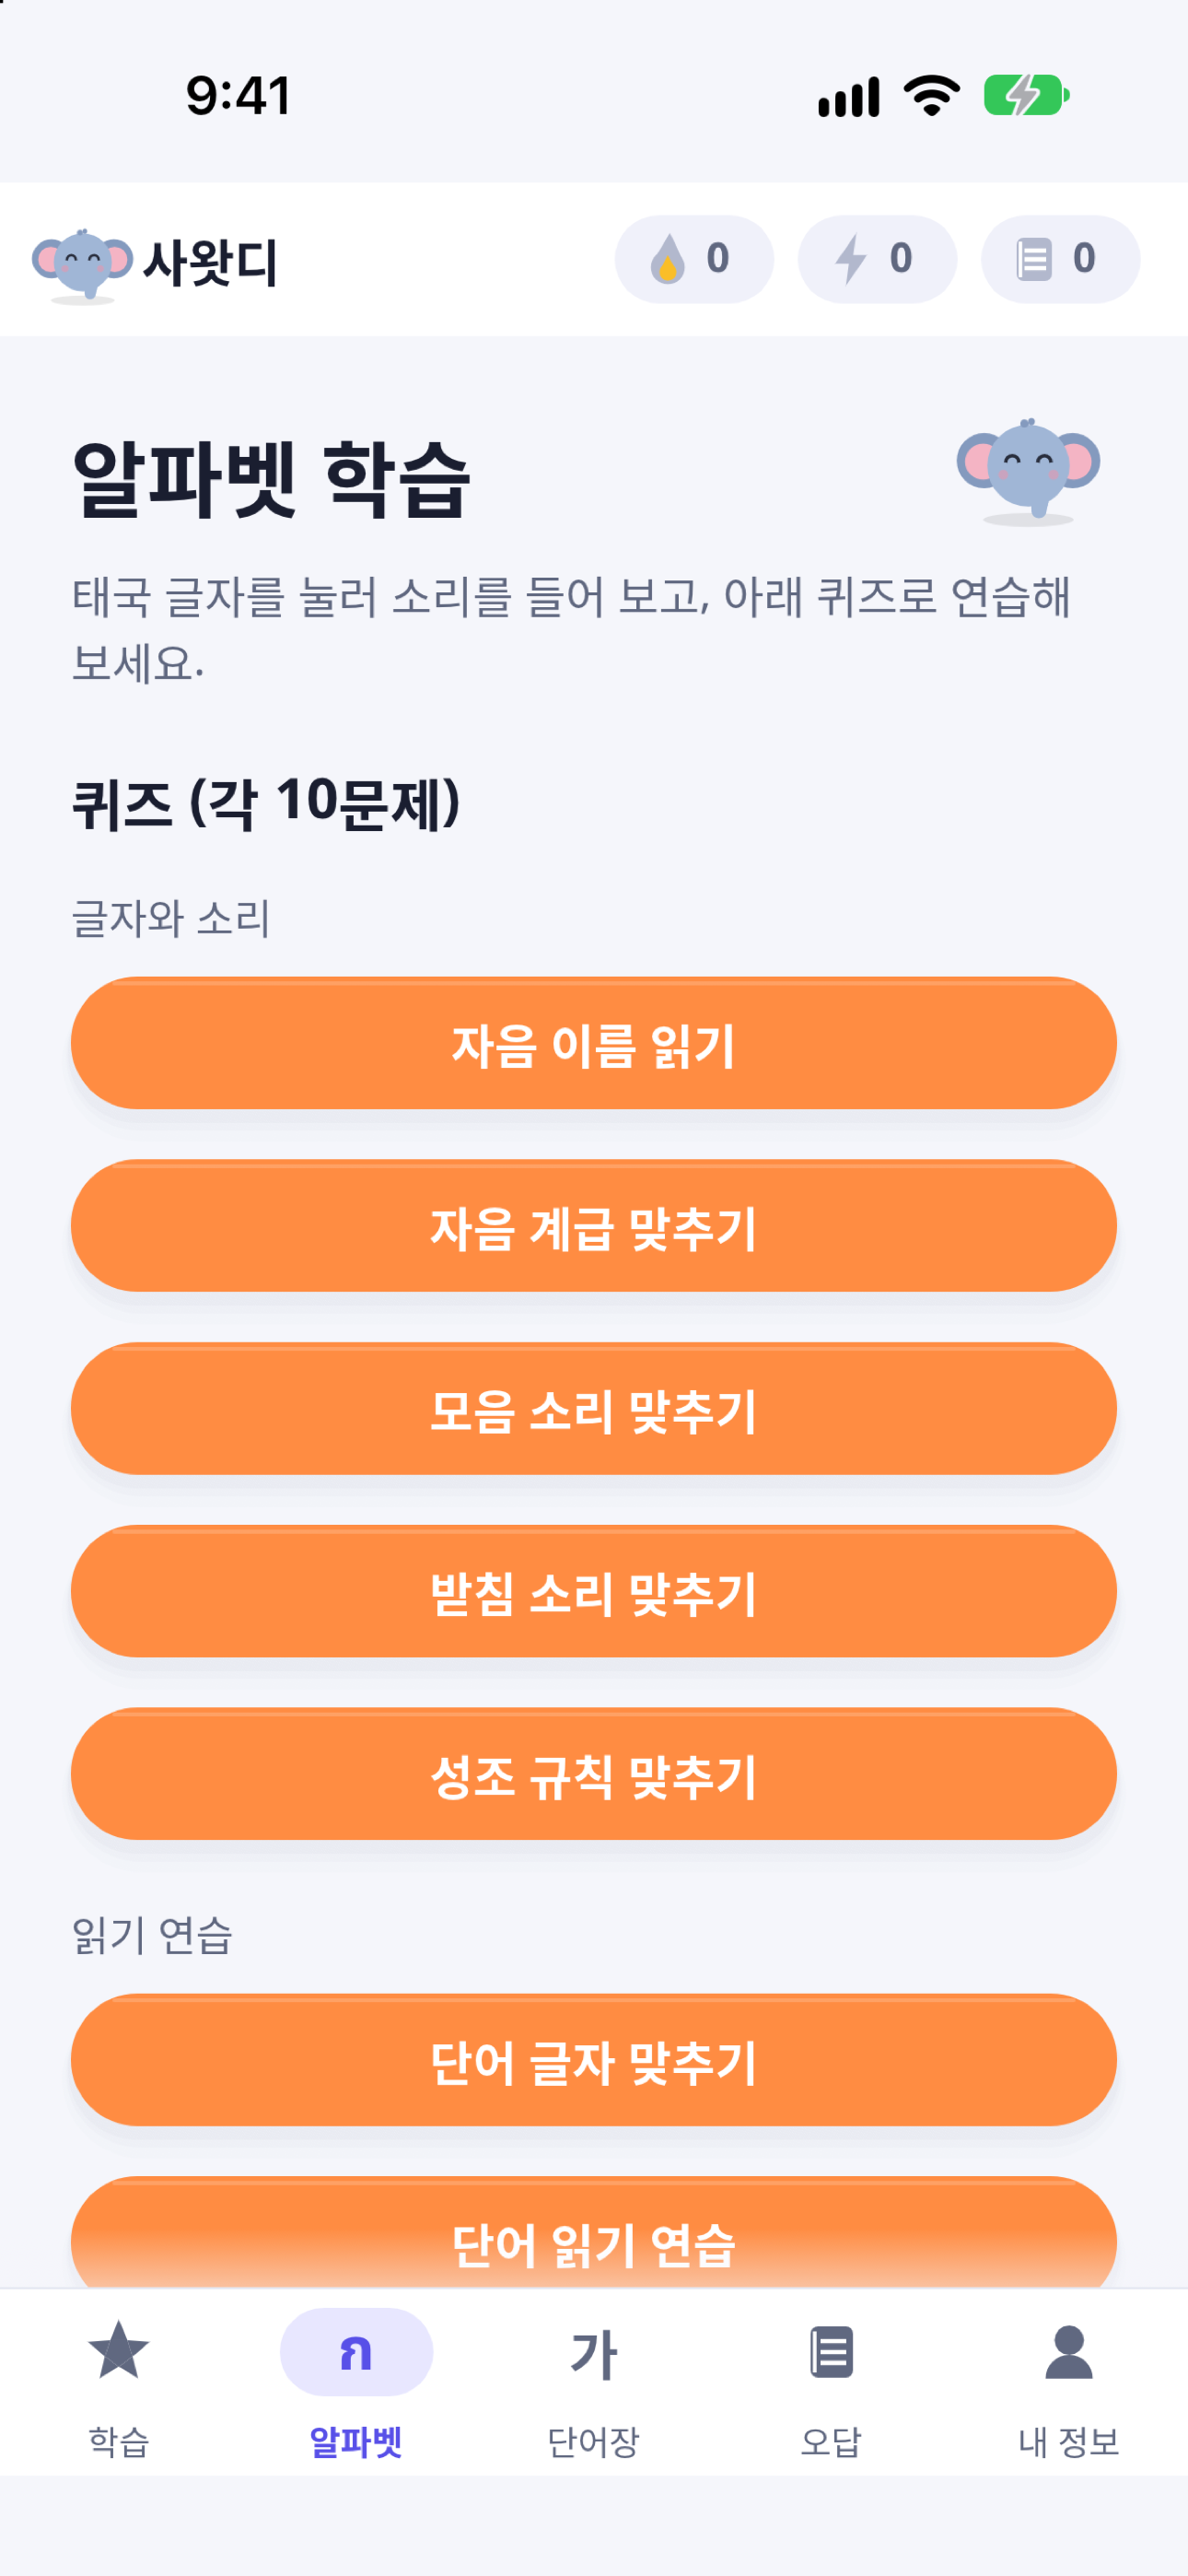 9:41
사왓디
0
0
0
알파벳 학습
태국 글자를 눌러 소리를 들어 보고, 아래 퀴즈로 연습해
보세요.
퀴즈 (각 10문제)
글자와 소리
자음 이름 읽기
자음 계급 맞추기
모음 소리 맞추기
받침 소리 맞추기
성조 규칙 맞추기
읽기 연습
단어 글자 맞추기
단어 읽기 연습
ก
가
학습
알파벳
단어장
오답
내 정보